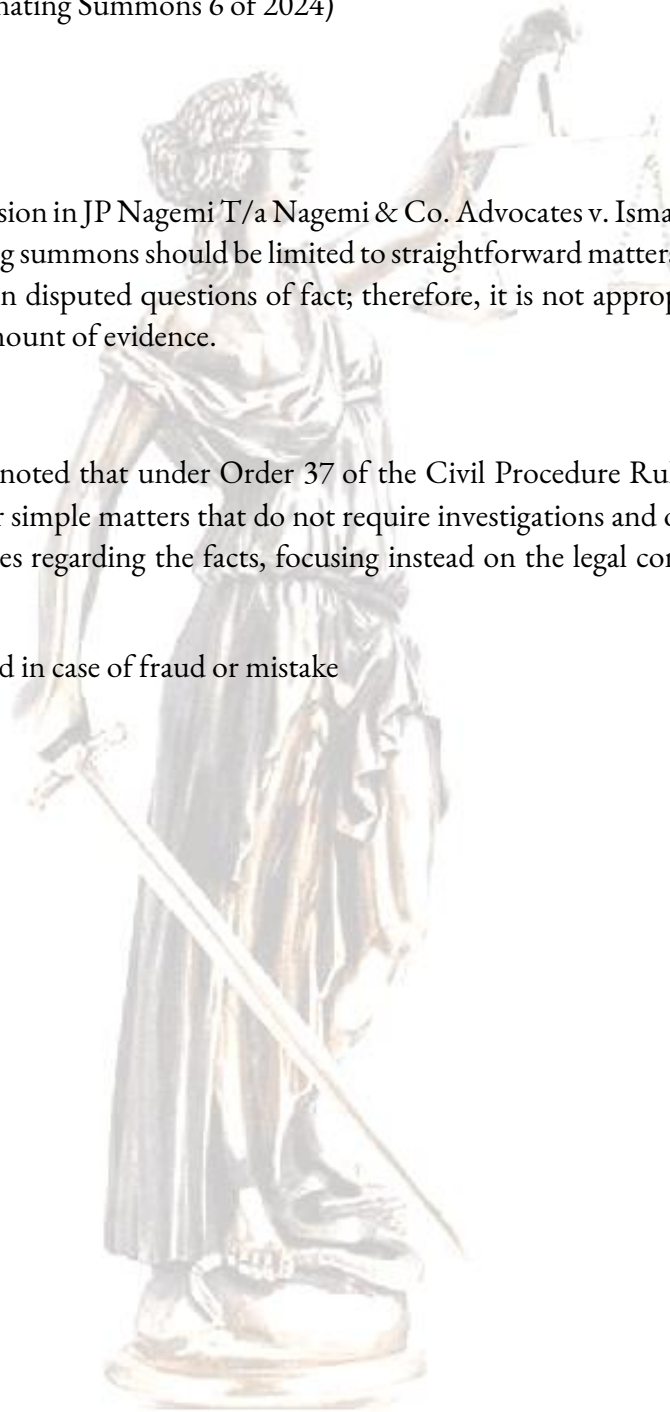 nating Summons 6 of 2024)
sion in JP Nagemi T/a Nagemi & Co. Advocates v. Isma
g summons should be limited to straightforward matters
n disputed questions of fact; therefore, it is not approp
nount of evidence.
noted that under Order 37 of the Civil Procedure Ru
r simple matters that do not require investigations and
es regarding the facts, focusing instead on the legal con
d in case of fraud or mistake